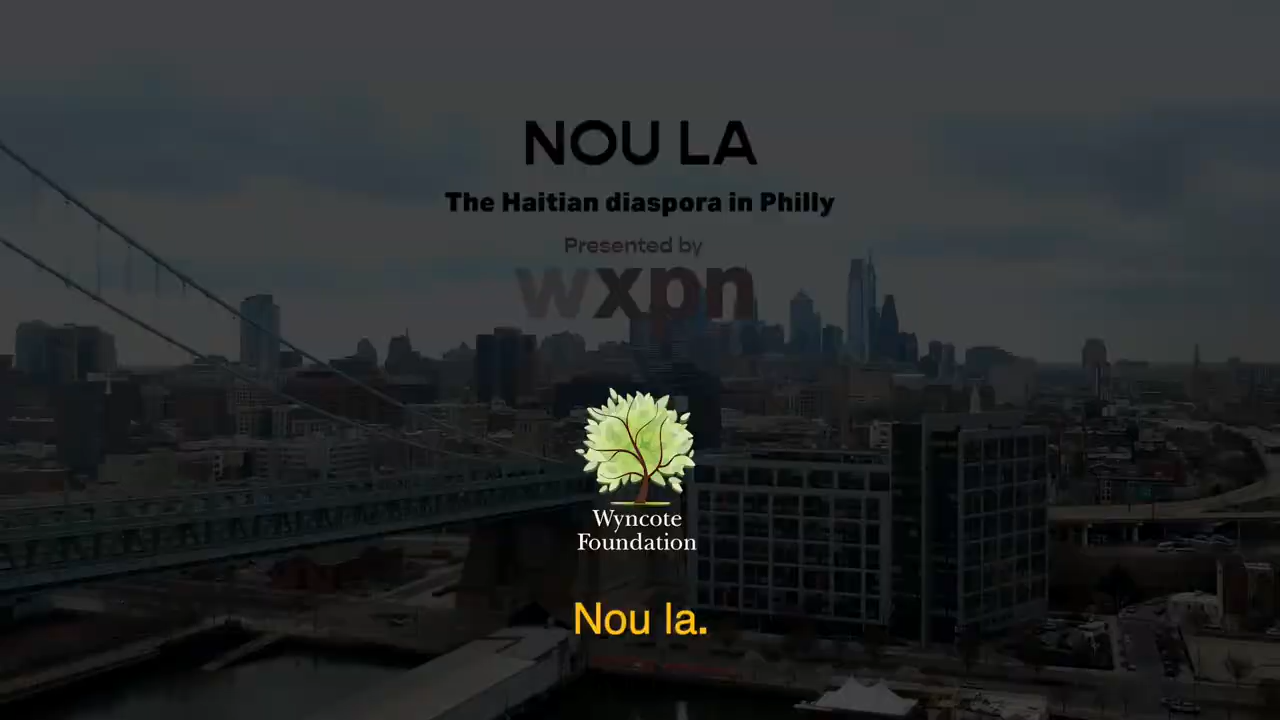 NOU LA
The Haitian diaspora in Philly
Presented by
wxpn
Wyncote
Foundation
Nou la.